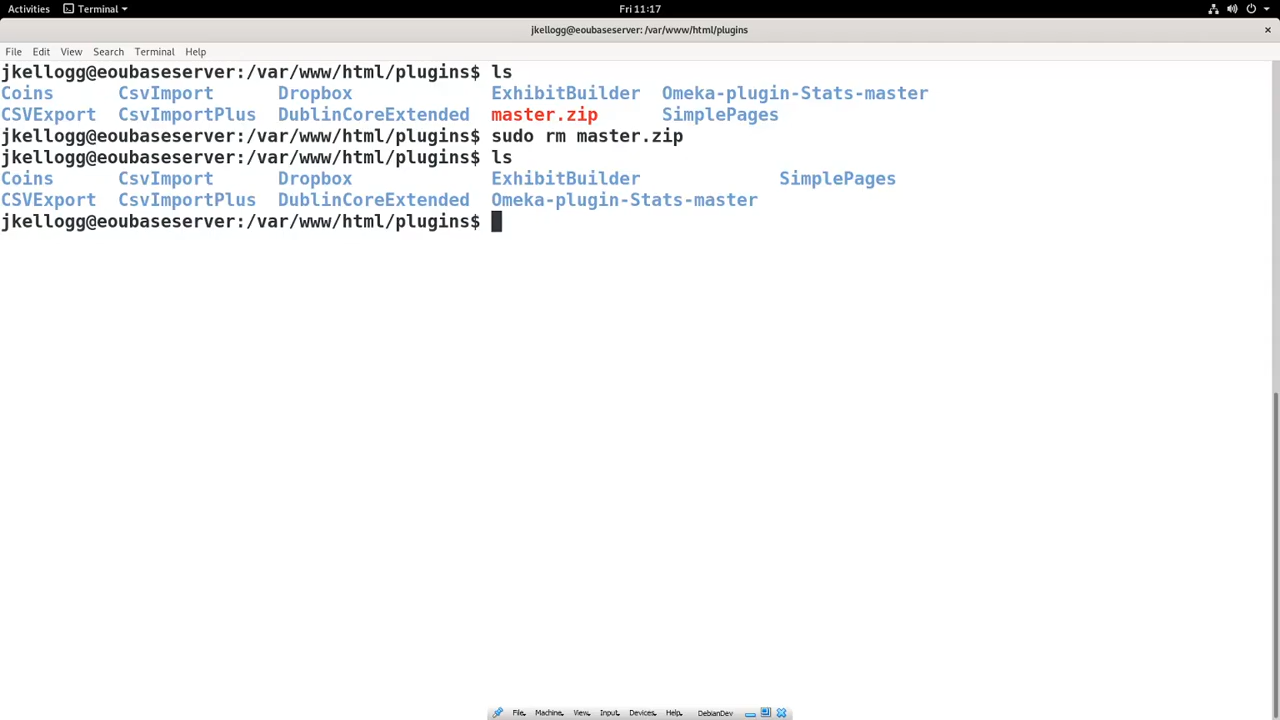 Activities Terminal Fri 11:17
jkellogg@eoubaseserver: /var/www/html/plugins
File Edit View Search Terminal Help
jkellogg@eoubaseserver:/var/www/html/plugins$ ls
Coins CsvImport Dropbox ExhibitBuilder Omeka-plugin-Stats-master
CSVExport CsvImportPlus DublinCoreExtended master.zip SimplePages
jkellogg@eoubaseserver:/var/www/html/plugins$ sudo rm master.zip
jkellogg@eoubaseserver:/var/www/html/plugins$ ls
Coins CsvImport Dropbox ExhibitBuilder SimplePages
CSVExport CsvImportPlus DublinCoreExtended Omeka-plugin-Stats-master
jkellogg@eoubaseserver:/var/www/html/plugins$
File Machine View Input Devices Help DebianDev